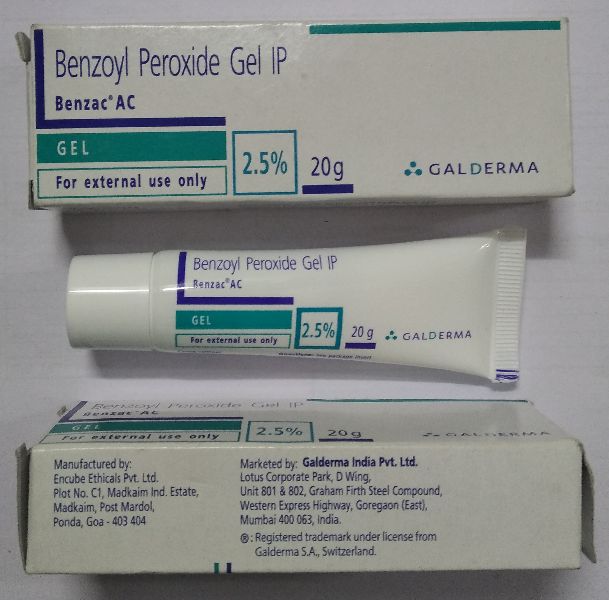 Benzoyl Peroxide Gel IP
Benzac® AC
GEL
For external use only
2.5%
20g
GALDERMA
Benzoyl Peroxide Gel IP
Benzac® AC
GEL
For external use only
2.5%
20 g
GALDERMA
see package insert
Benzoyl Peroxide Gel IP
Benzac® AC
GEL
For external use only
2.5%
20g
GALDERMA
Manufactured by:
Encube Ethicals Pvt. Ltd.
Plot No. C1, Madkaim Ind. Estate,
Madkaim, Post Mardol,
Ponda, Goa - 403 404
Marketed by: Galderma India Pvt. Ltd.
Lotus Corporate Park, D Wing,
Unit 801 & 802, Graham Firth Steel Compound,
Western Express Highway, Goregaon (East),
Mumbai 400 063, India.
®: Registered trademark under license from
Galderma S.A., Switzerland.